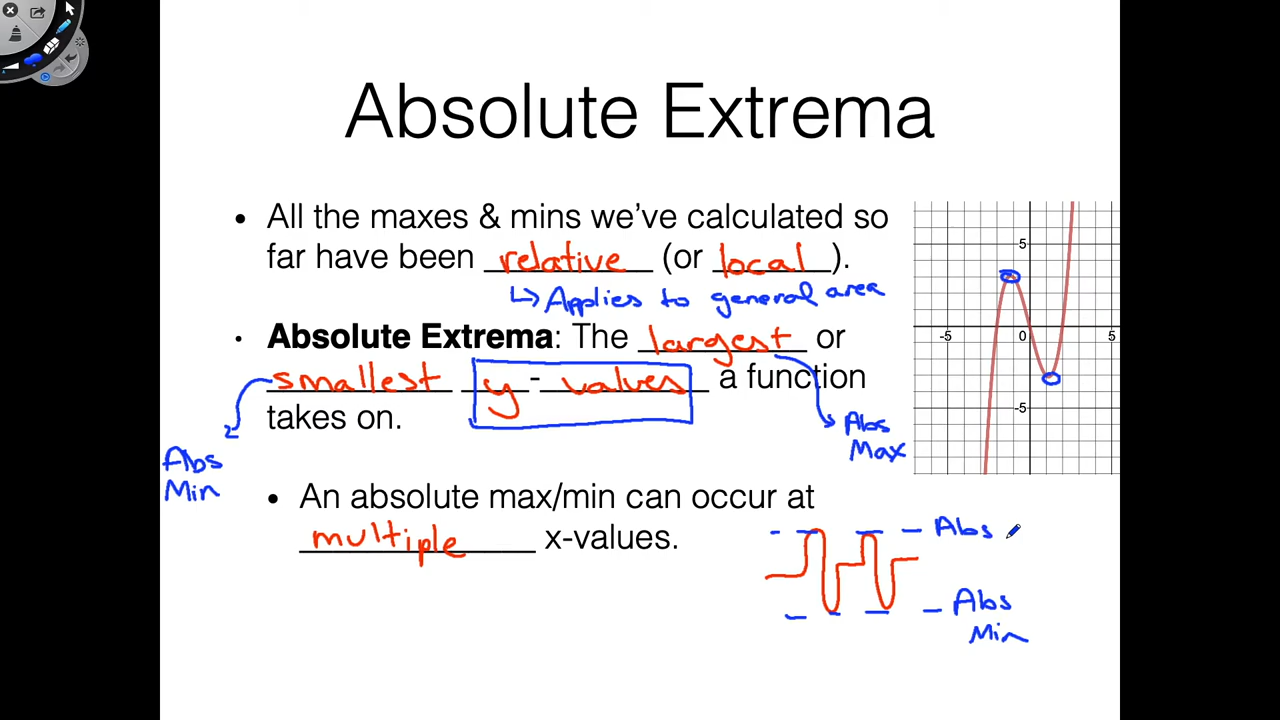 Absolute Extrema
• All the maxes & mins we've calculated so
far have been relative (or local).
↳ Applies to general area
• Absolute Extrema: The largest or
smallest y-values a function
takes on.
Abs
Min
Abs
Max
• An absolute max/min can occur at
multiple x-values.
5
-5
0
5
-5
Abs
Abs
Min